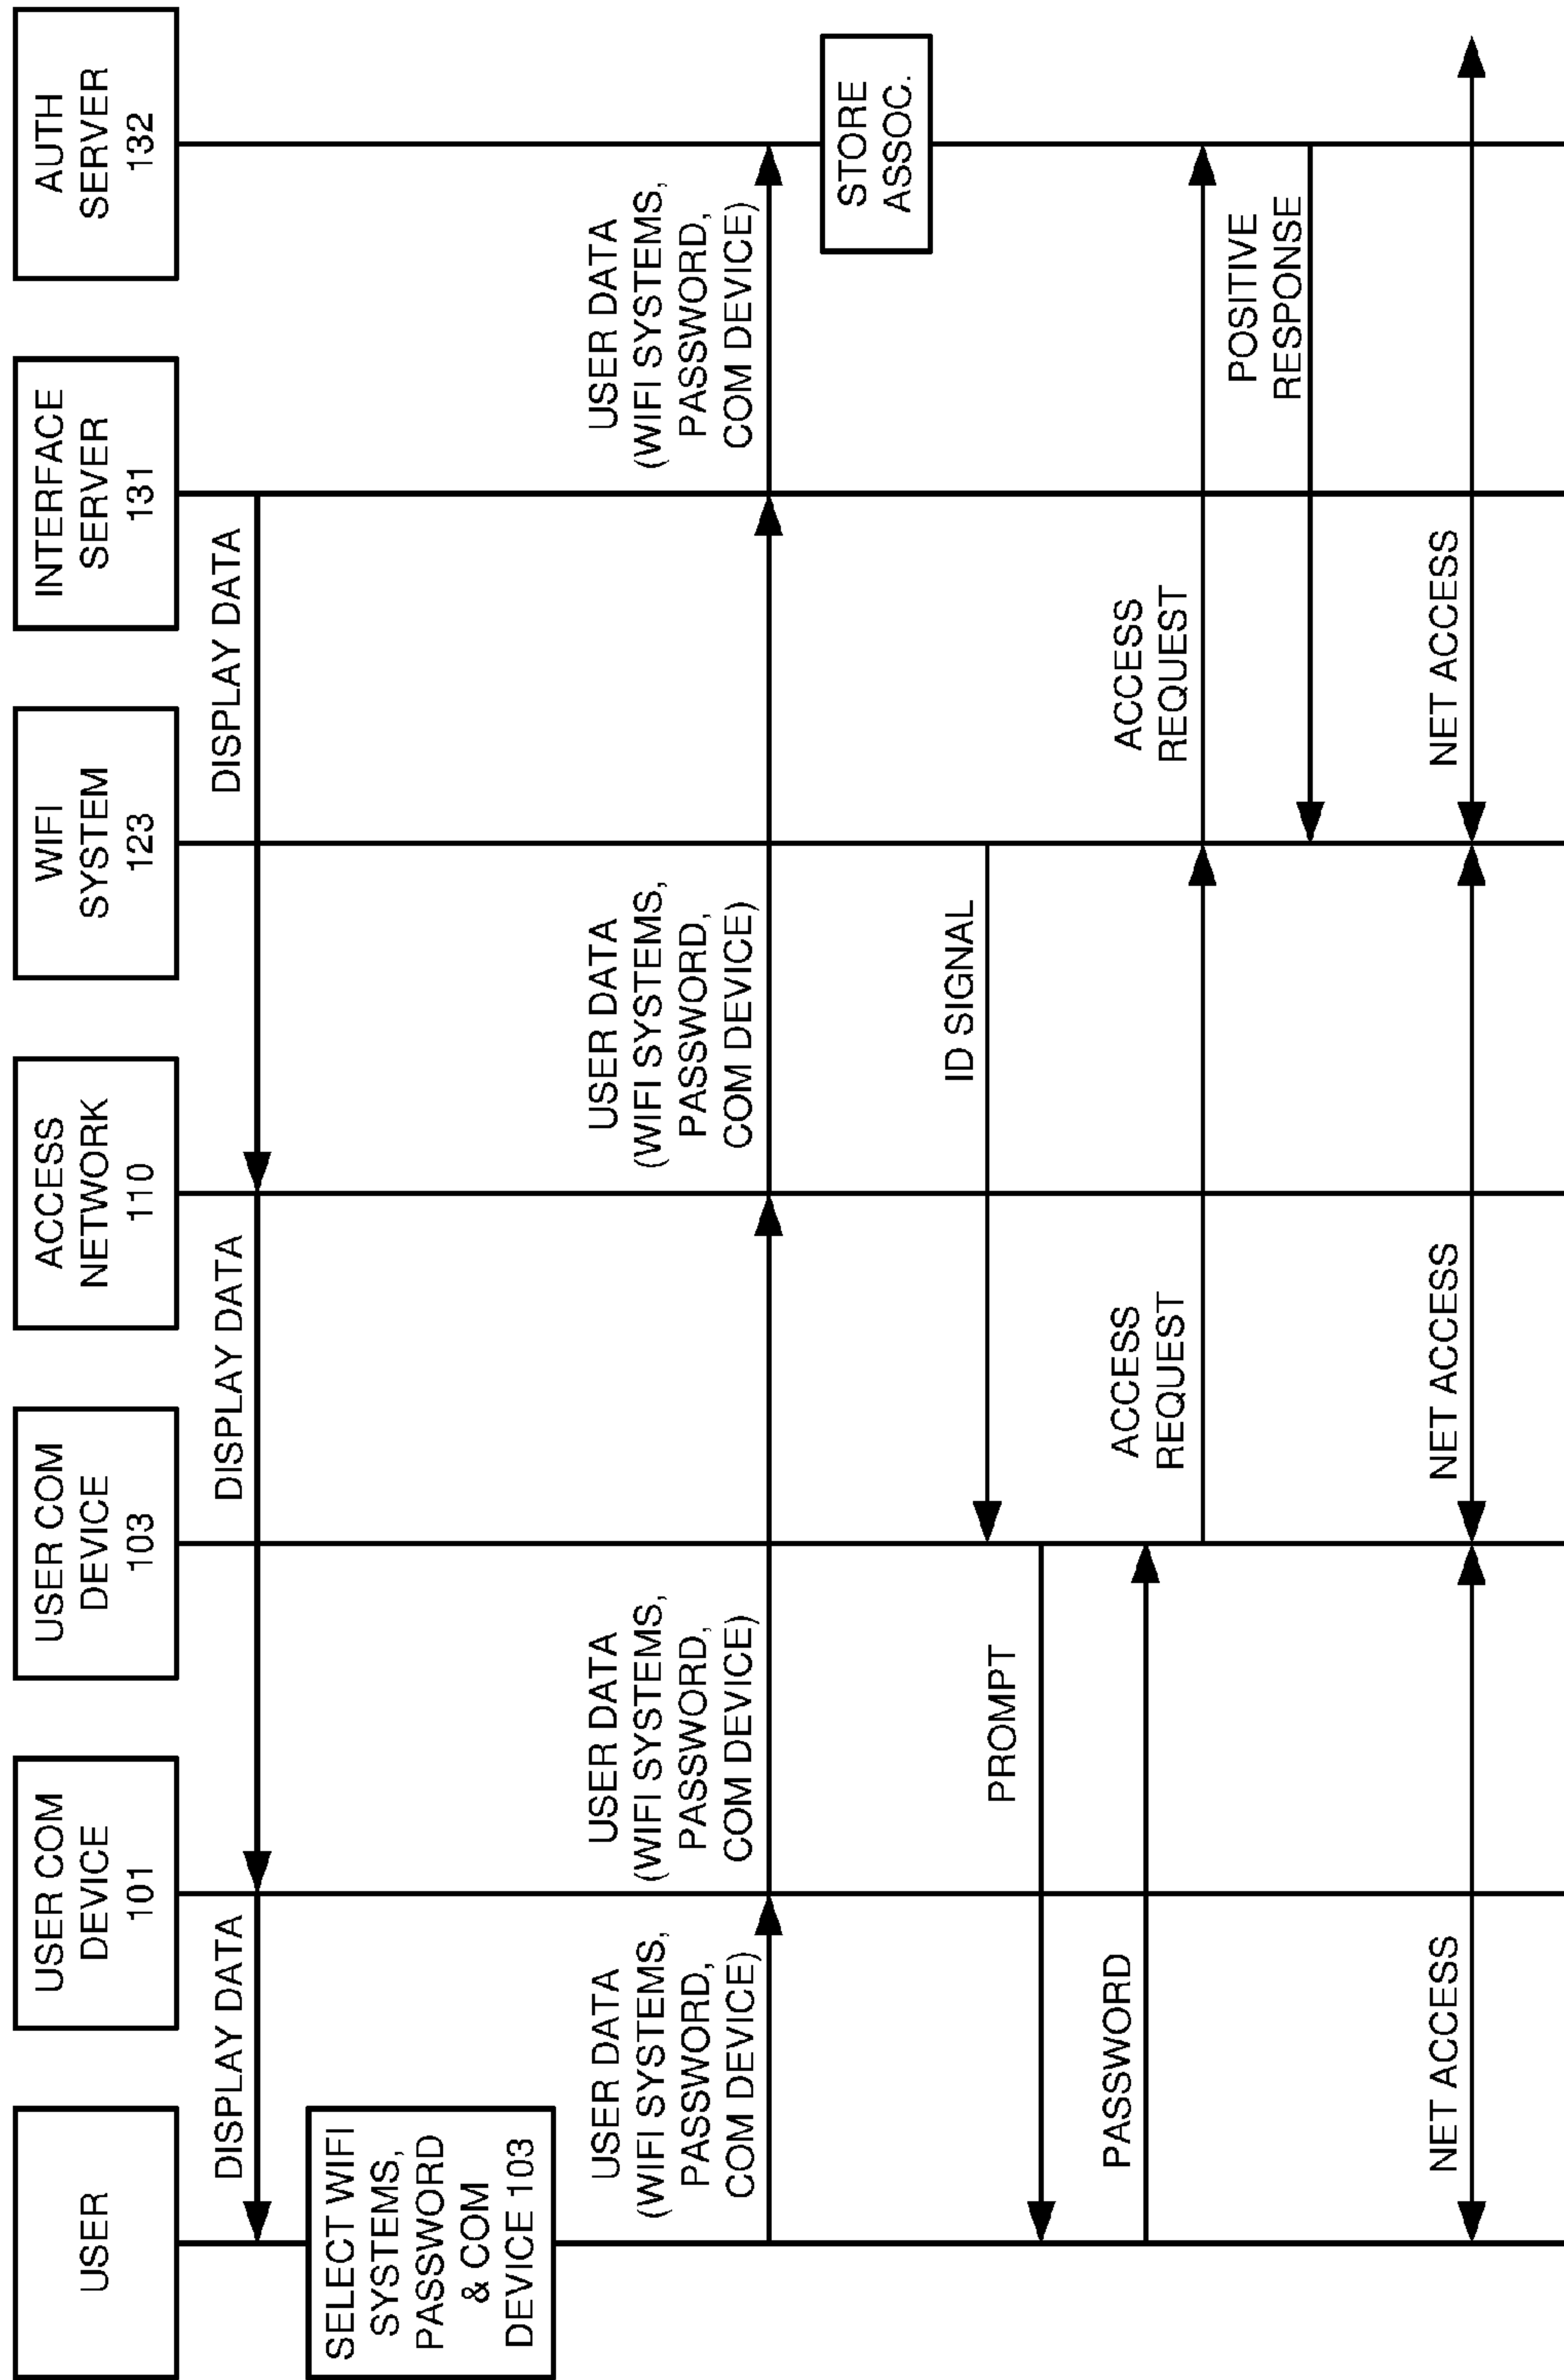 USER
USER COM
DEVICE
101
USER COM
DEVICE
103
ACCESS
NETWORK
110
WIFI
SYSTEM
123
INTERFACE
SERVER
131
AUTH
SERVER
132
DISPLAY DATA
DISPLAY DATA
DISPLAY DATA
SELECT WIFI
SYSTEMS,
PASSWORD
& COM
DEVICE 103
USER DATA
(WIFI SYSTEMS,
PASSWORD,
COM DEVICE)
USER DATA
(WIFI SYSTEMS,
PASSWORD,
COM DEVICE)
USER DATA
(WIFI SYSTEMS,
PASSWORD,
COM DEVICE)
USER DATA
(WIFI SYSTEMS,
PASSWORD,
COM DEVICE)
STORE
ASSOC.
ID SIGNAL
PROMPT
PASSWORD
ACCESS
REQUEST
ACCESS
REQUEST
POSITIVE
RESPONSE
NET ACCESS
NET ACCESS
NET ACCESS